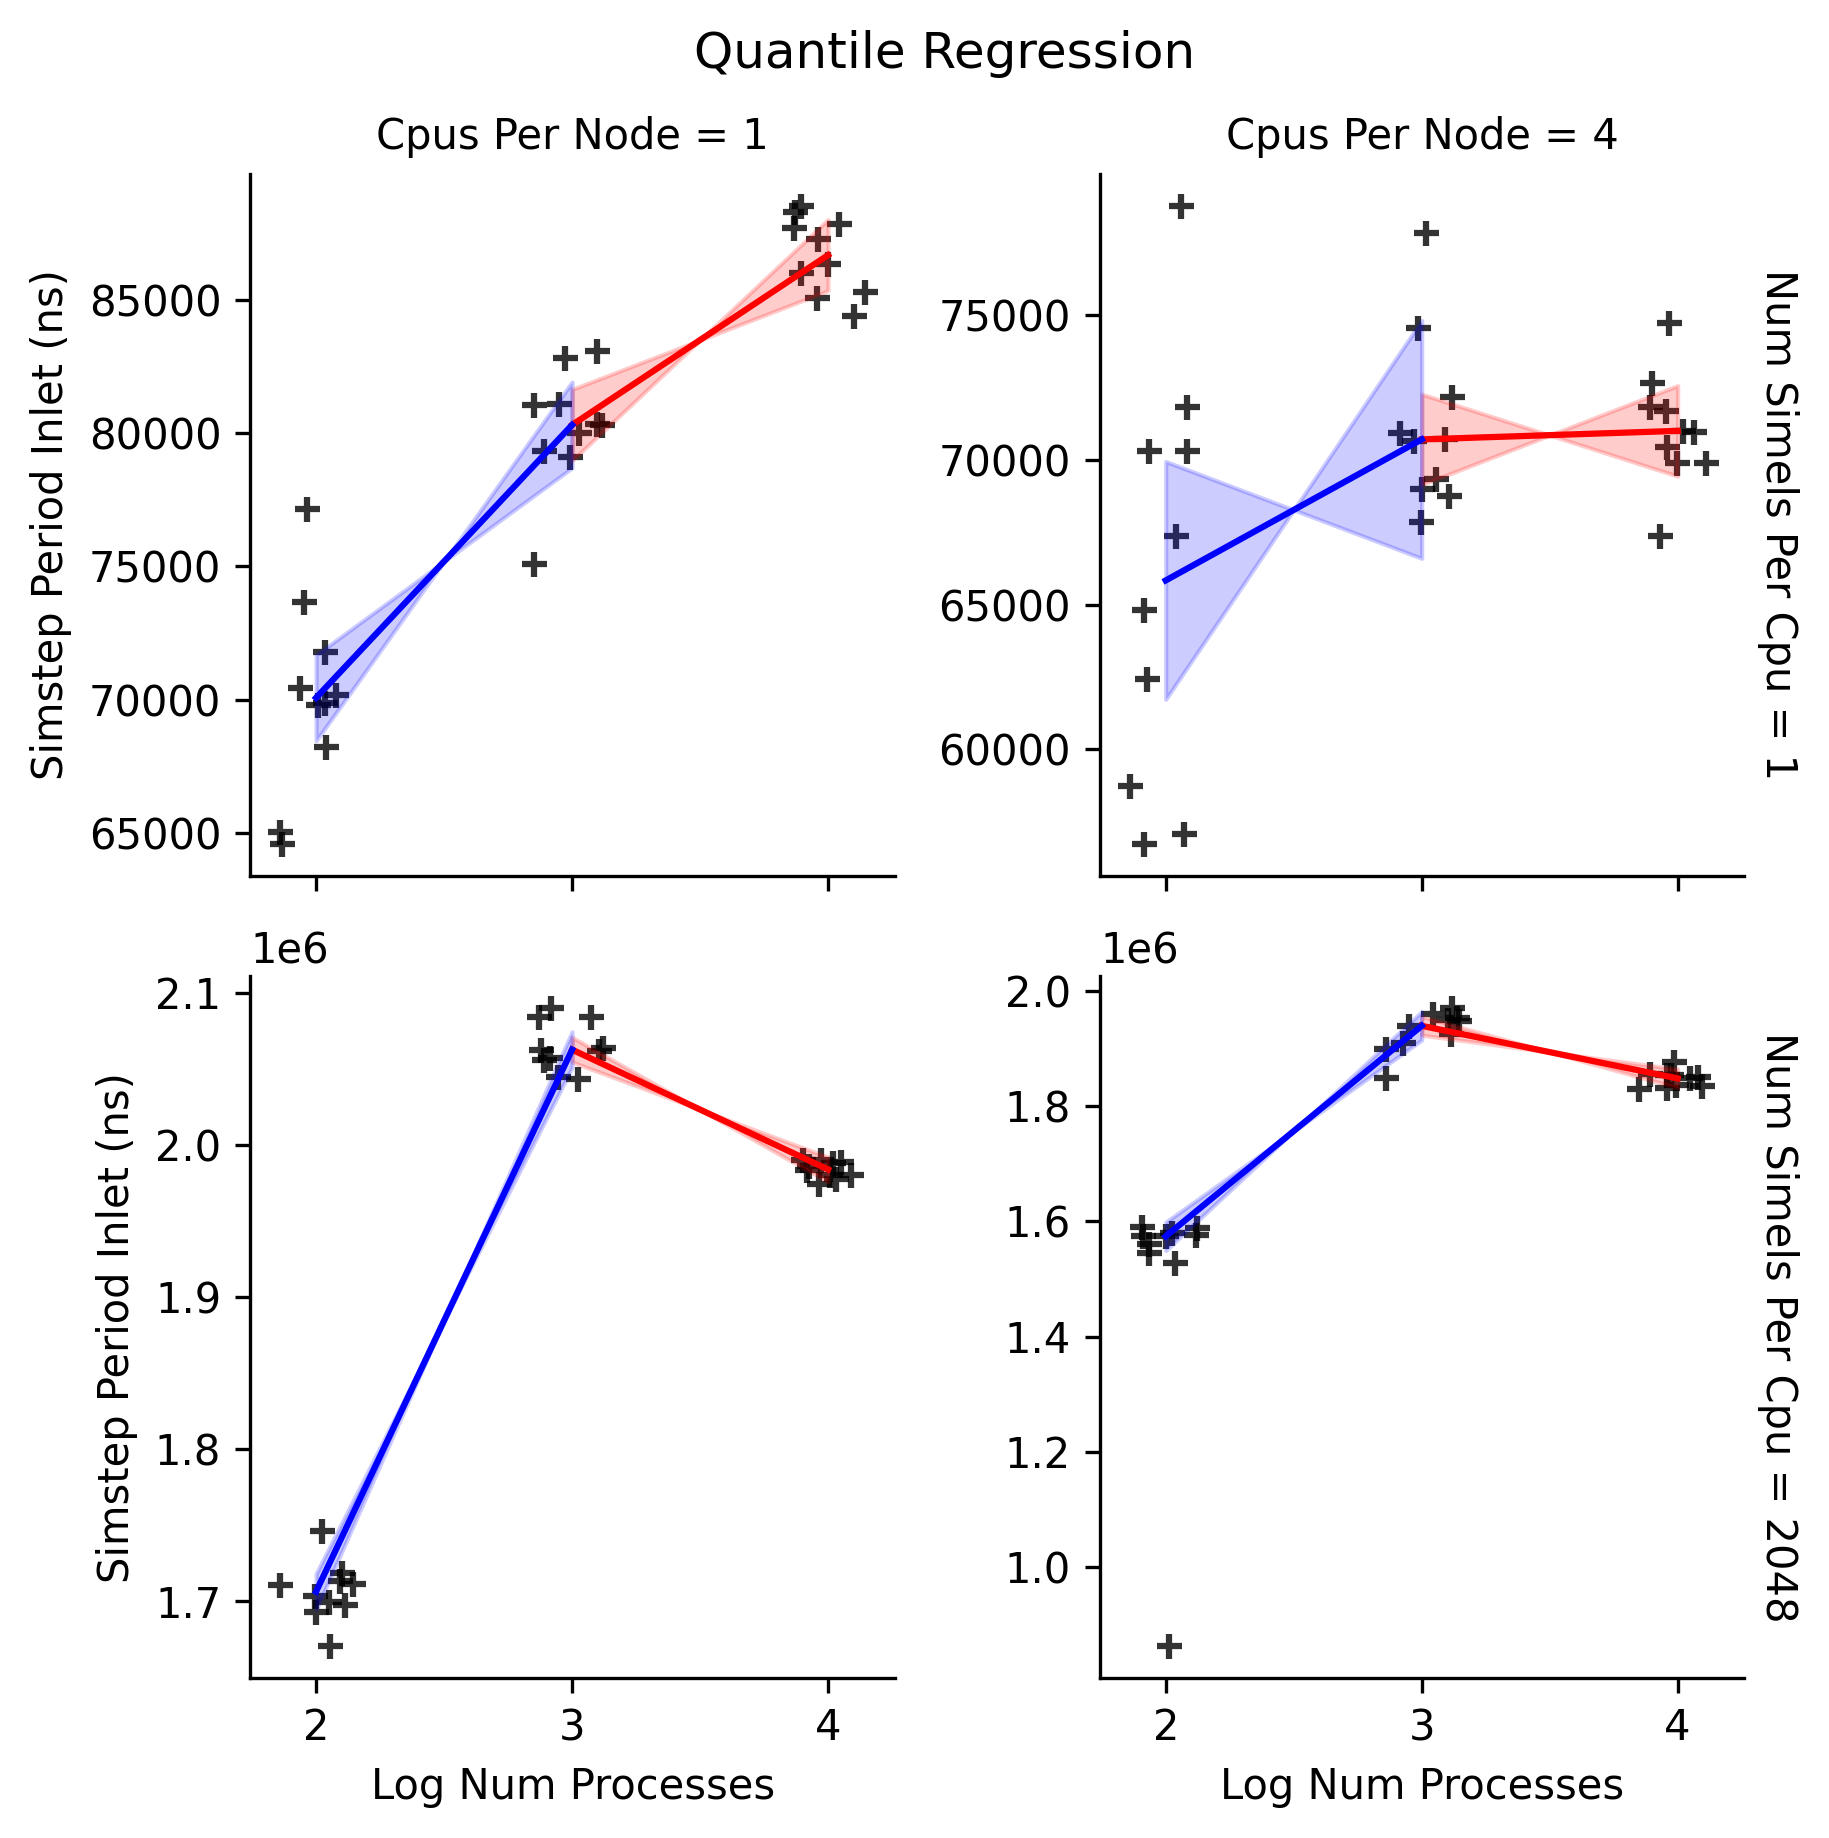 Quantile Regression
Cpus Per Node = 1
Cpus Per Node = 4
Simstep Period Inlet (ns)
85000
80000
75000
70000
65000
75000
70000
65000
60000
Num Simels Per Cpu = 1
1e6
2.1
2.0
1.9
1.8
1.7
Simstep Period Inlet (ns)
2 3 4
Log Num Processes
1e6
2.0
1.8
1.6
1.4
1.2
1.0
2 3 4
Log Num Processes
Num Simels Per Cpu = 2048